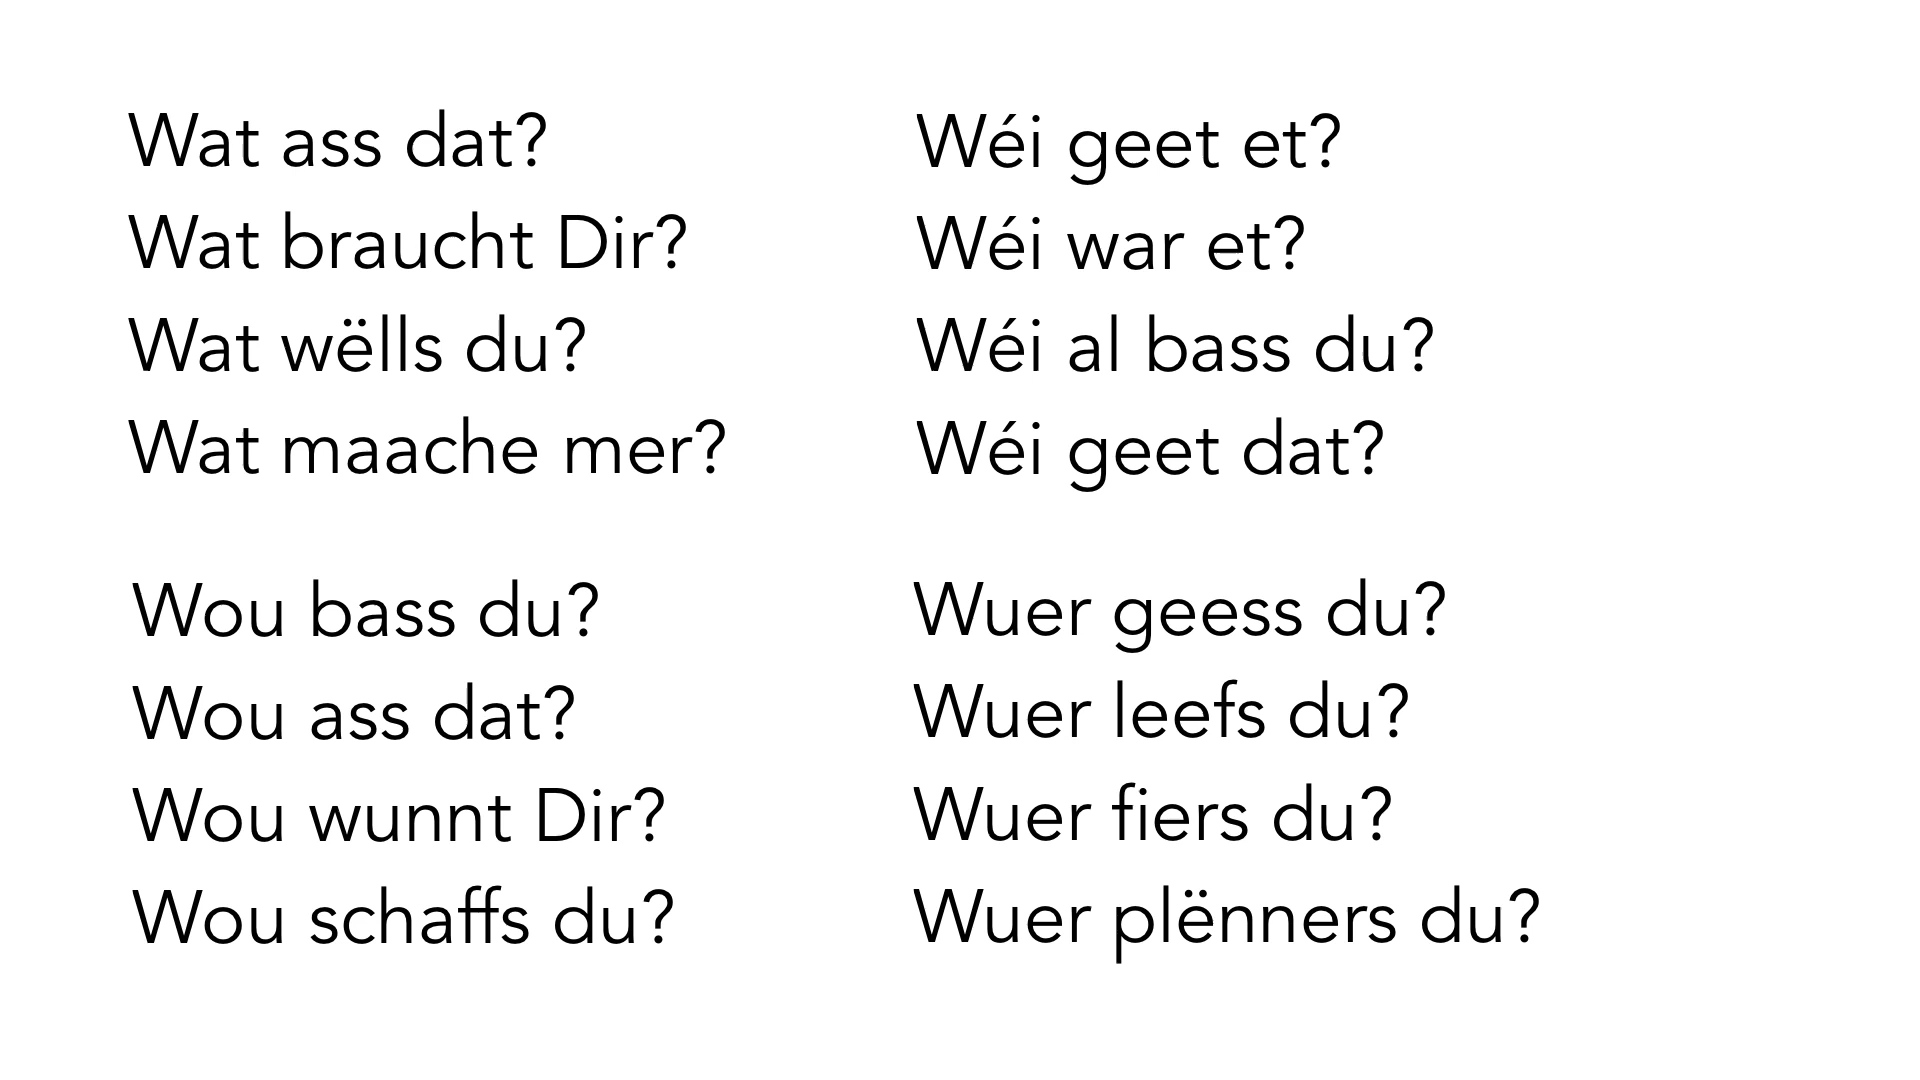 Wat ass dat?
Wat braucht Dir?
Wat wëlls du?
Wat maache mer?
Wéi geet et?
Wéi war et?
Wéi al bass du?
Wéi geet dat?
Wou bass du?
Wou ass dat?
Wou wunnt Dir?
Wou schaffs du?
Wuer geess du?
Wuer leefs du?
Wuer fiers du?
Wuer plënners du?